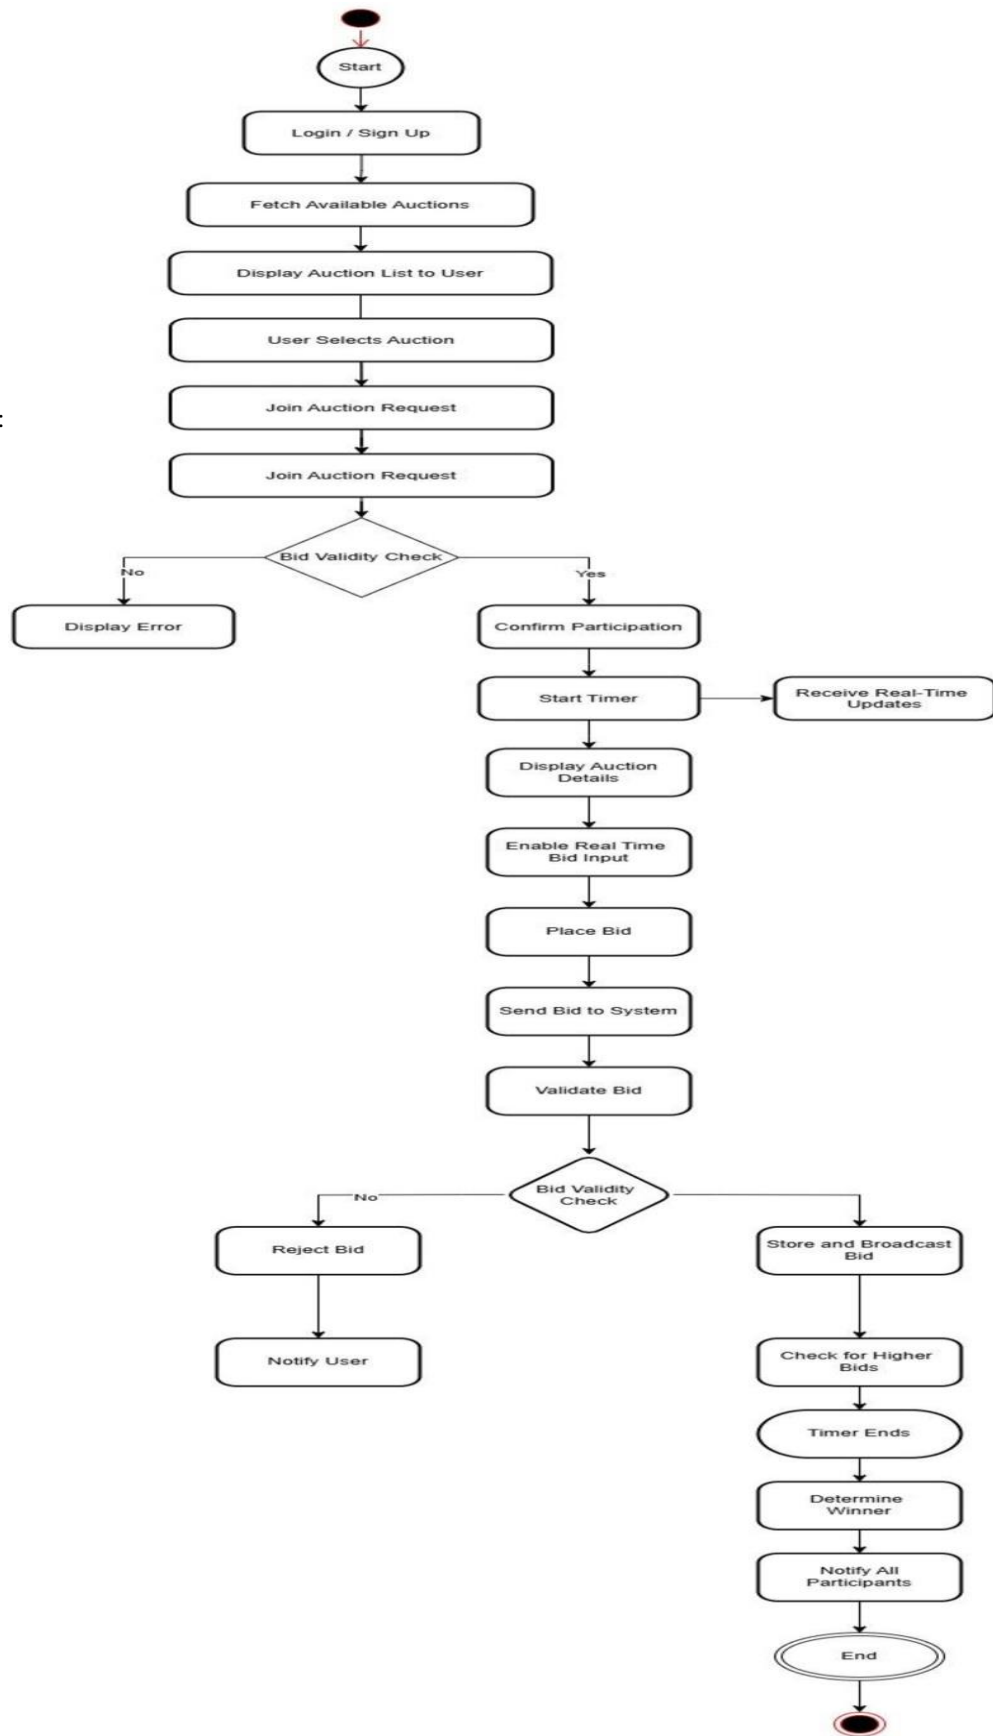 Start
Login / Sign Up
Fetch Available Auctions
Display Auction List to User
User Selects Auction
:
Join Auction Request
Join Auction Request
Bid Validity Check
No
Yes
Display Error
Confirm Participation
Start Timer
Receive Real-Time
Updates
Display Auction
Details
Enable Real Time
Bid Input
Place Bid
Send Bid to System
Validate Bid
Bid Validity
Check
No
Reject Bid
Store and Broadcast
Bid
Notify User
Check for Higher
Bids
Timer Ends
Determine
Winner
Notify All
Participants
End